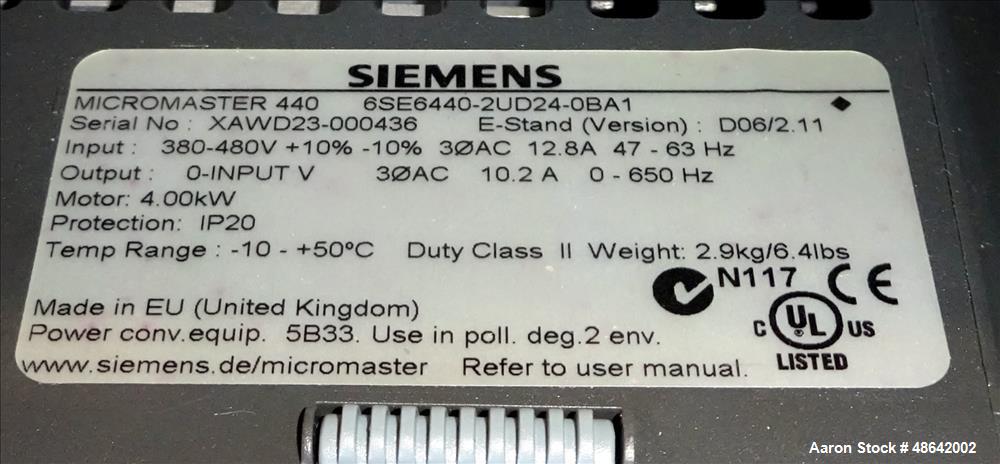 SIEMENS
MICROMASTER 440 6SE6440-2UD24-0BA1
Serial No : XAWD23-000436 E-Stand (Version) : D06/2.11
Input : 380-480V +10% -10% 3ØAC 12.8A 47 - 63 Hz
Output : 0-INPUT V 3ØAC 10.2 A 0 - 650 Hz
Motor: 4.00kW
Protection: IP20
Temp Range : -10 - +50ºC Duty Class II Weight: 2.9kg/6.4lbs
N117 CE
Made in EU (United Kingdom)
Power conv.equip. 5B33. Use in poll. deg.2 env.
C UL ® US
LISTED
www.siemens.de/micromaster Refer to user manual.
Aaron Stock # 48642002